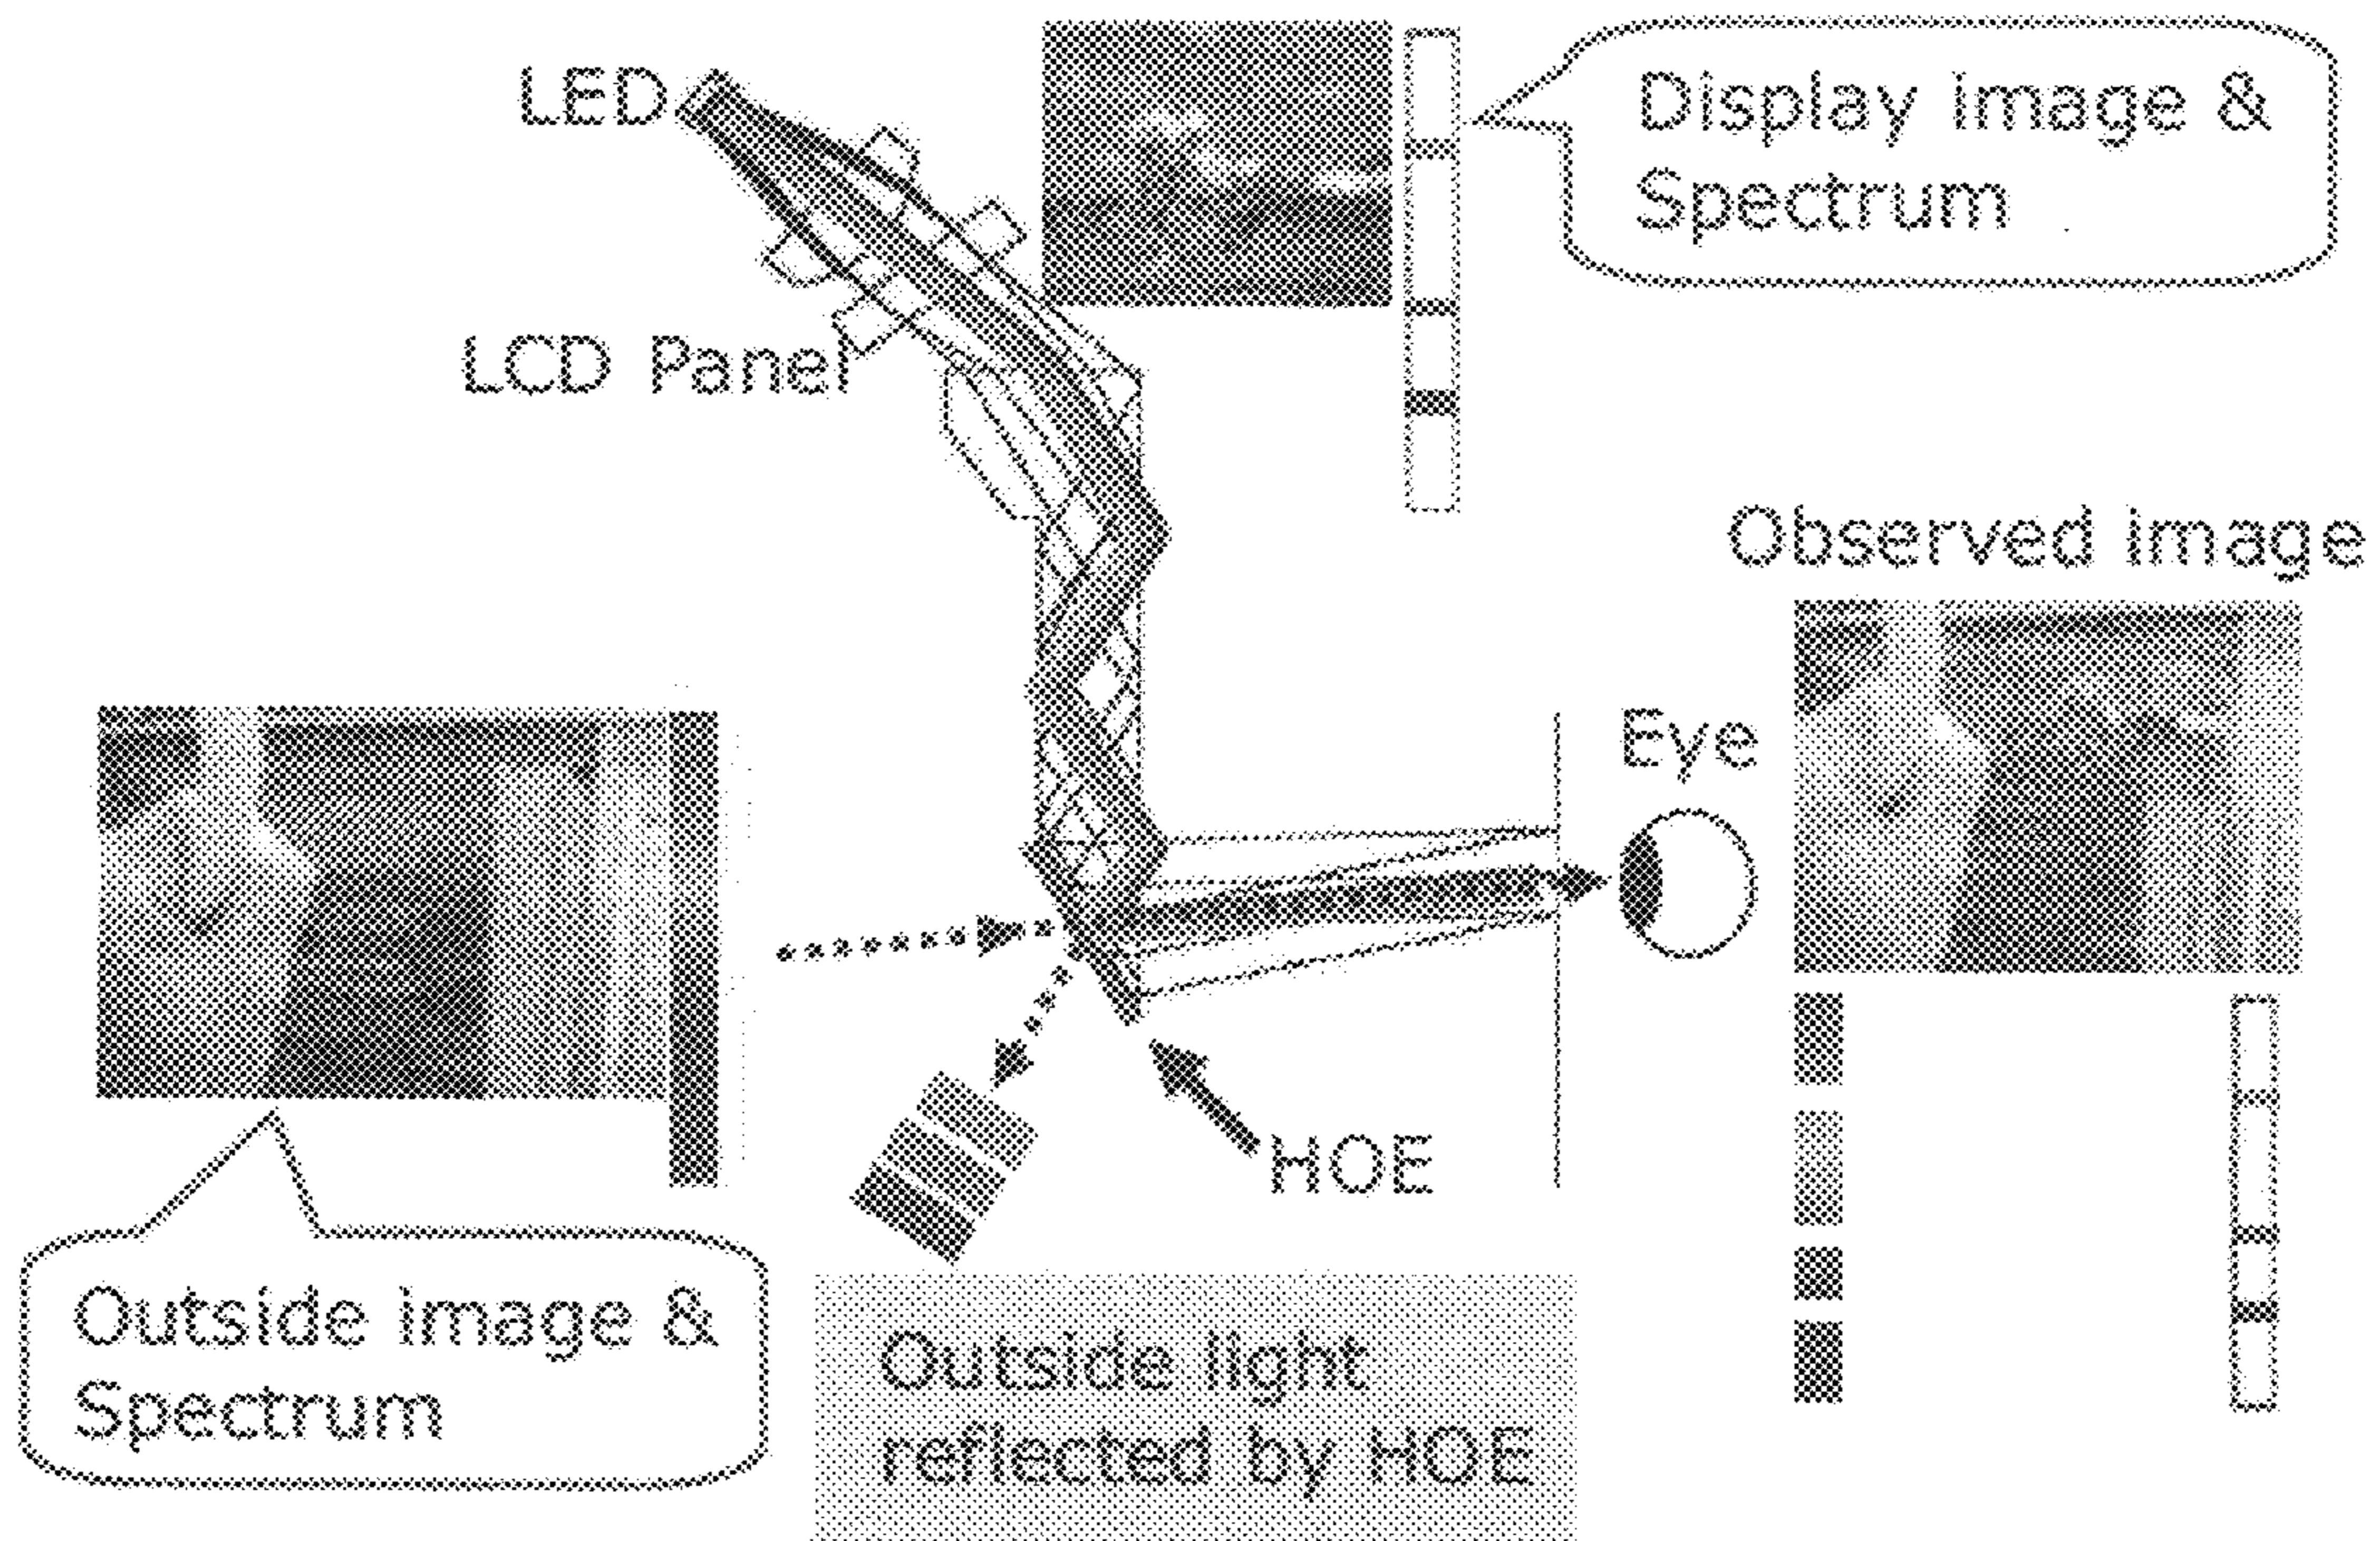 LED
Display image &
Spectrum
LCD Panel
Observed image
Eye
HOE
Outside image &
Spectrum
Outside light
reflected by HOE